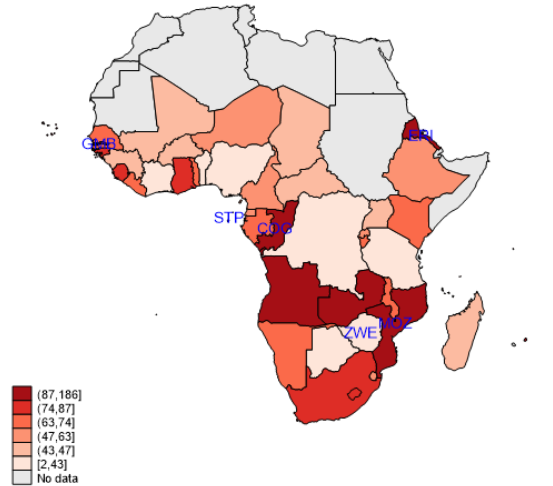 GMB
ERI
STP
COG
MOZ
ZWE
(87,186]
(74,87]
(63,74]
(47,63]
(43,47]
[2,43]
No data